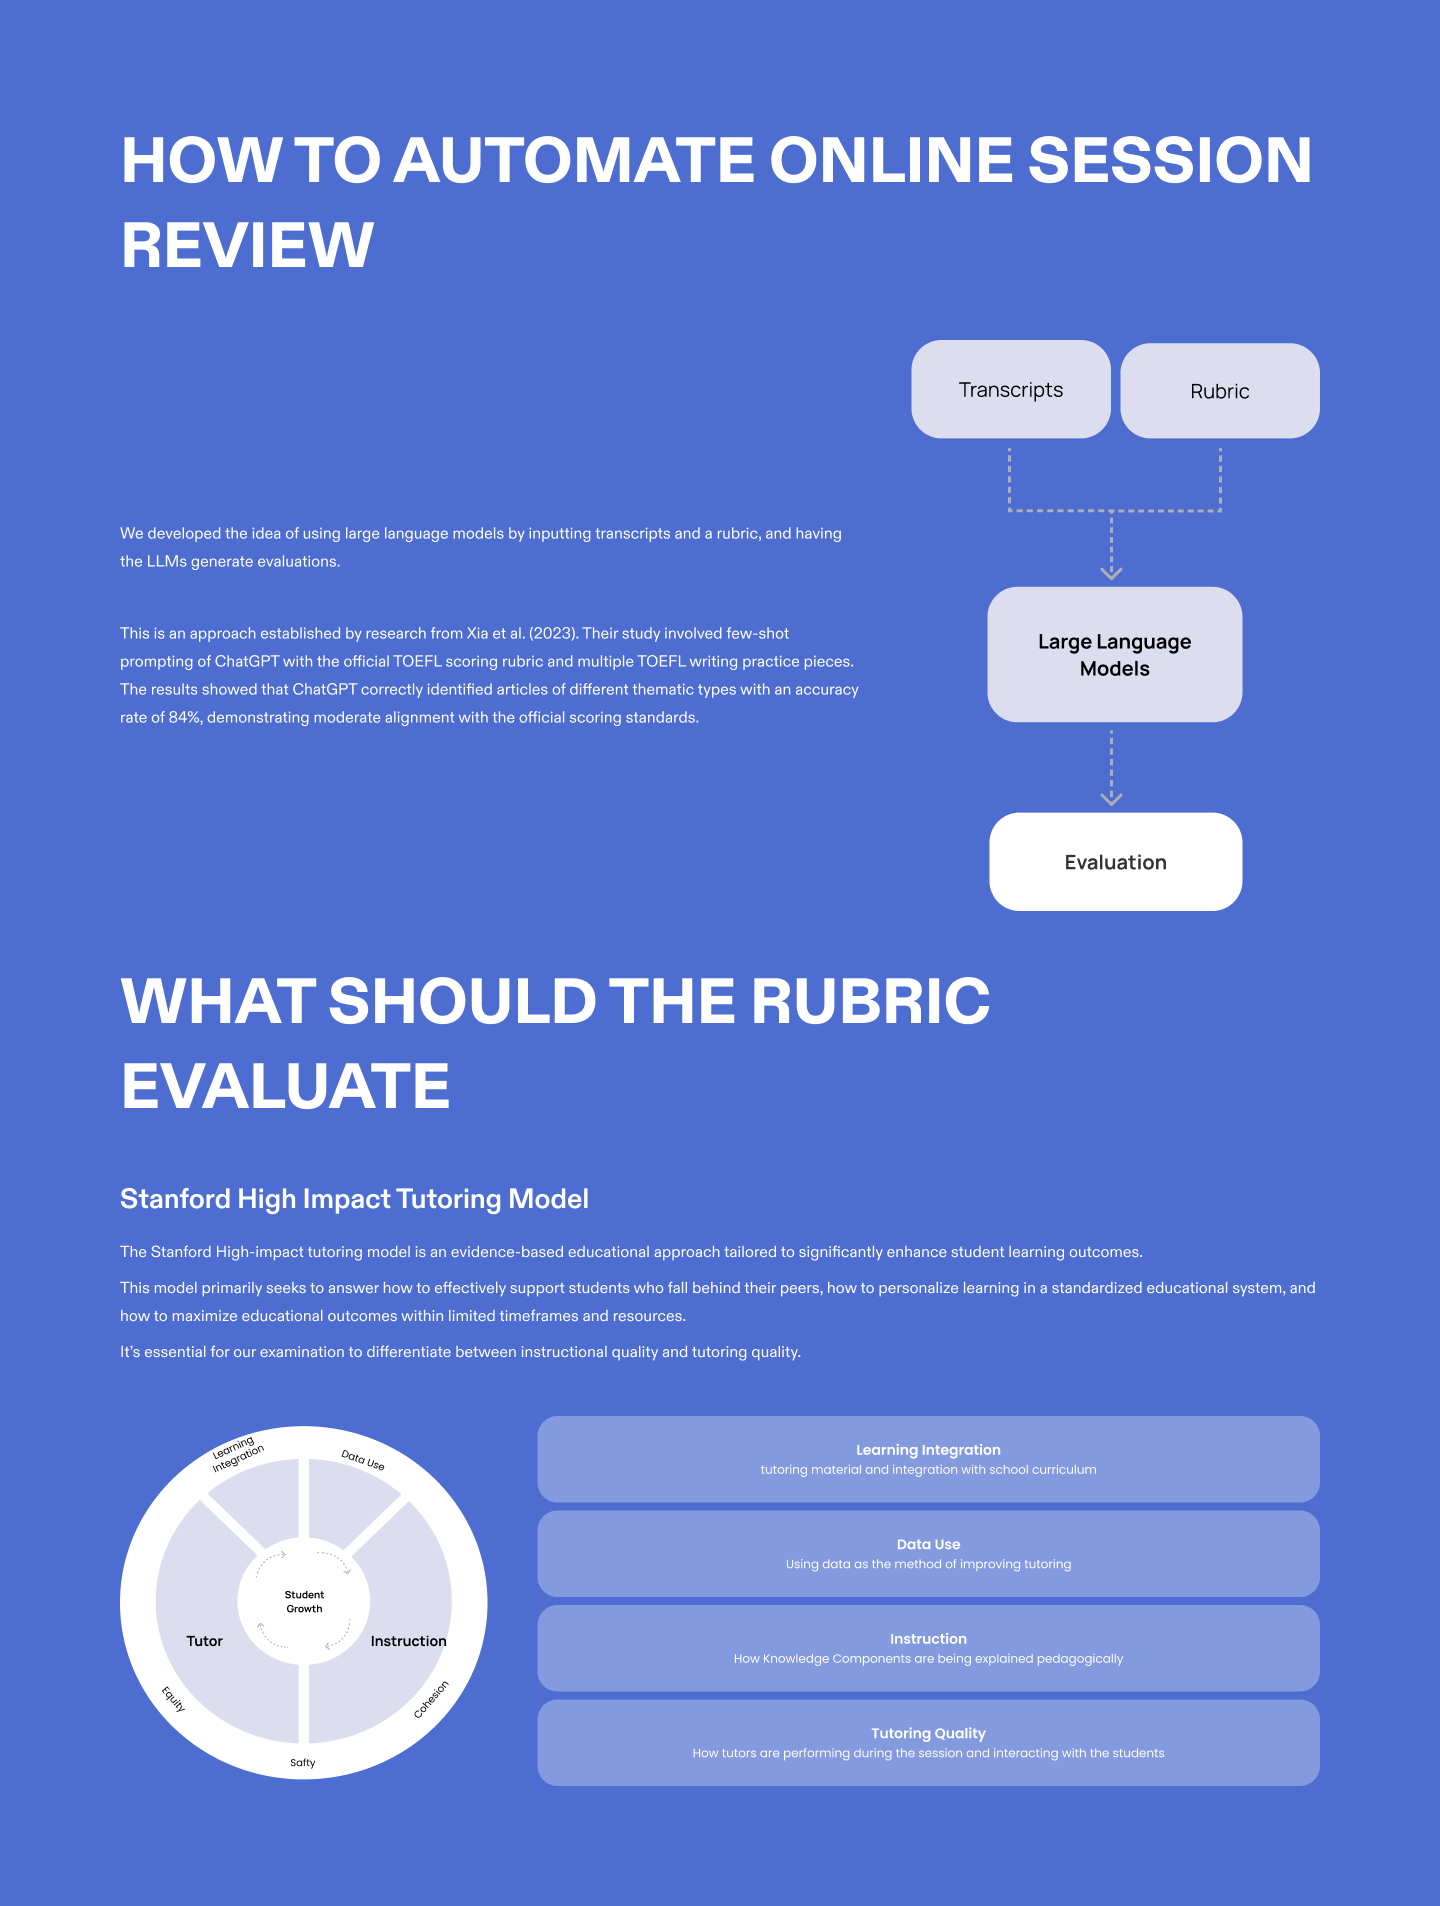 HOW TO AUTOMATE ONLINE SESSION
REVIEW
Transcripts
Rubric
We developed the idea of using large language models by inputting transcripts and a rubric, and having
the LLMs generate evaluations.
This is an approach established by research from Xia et al. (2023). Their study involved few-shot
prompting of ChatGPT with the official TOEFL scoring rubric and multiple TOEFL writing practice pieces.
The results showed that ChatGPT correctly identified articles of different thematic types with an accuracy
rate of 84%, demonstrating moderate alignment with the official scoring standards.
Large Language
Models
Evaluation
WHAT SHOULD THE RUBRIC
EVALUATE
Stanford High Impact Tutoring Model
The Stanford High-impact tutoring model is an evidence-based educational approach tailored to significantly enhance student learning outcomes.
This model primarily seeks to answer how to effectively support students who fall behind their peers, how to personalize learning in a standardized educational system, and
how to maximize educational outcomes within limited timeframes and resources.
It's essential for our examination to differentiate between instructional quality and tutoring quality.
Learning
Integration
Data Use
Student
Growth
Tutor
Instruction
Equity
Cohesion
Safty
Learning Integration
tutoring material and integration with school curriculum
Data Use
Using data as the method of improving tutoring
Instruction
How Knowledge Components are being explained pedagogically
Tutoring Quality
How tutors are performing during the session and interacting with the students